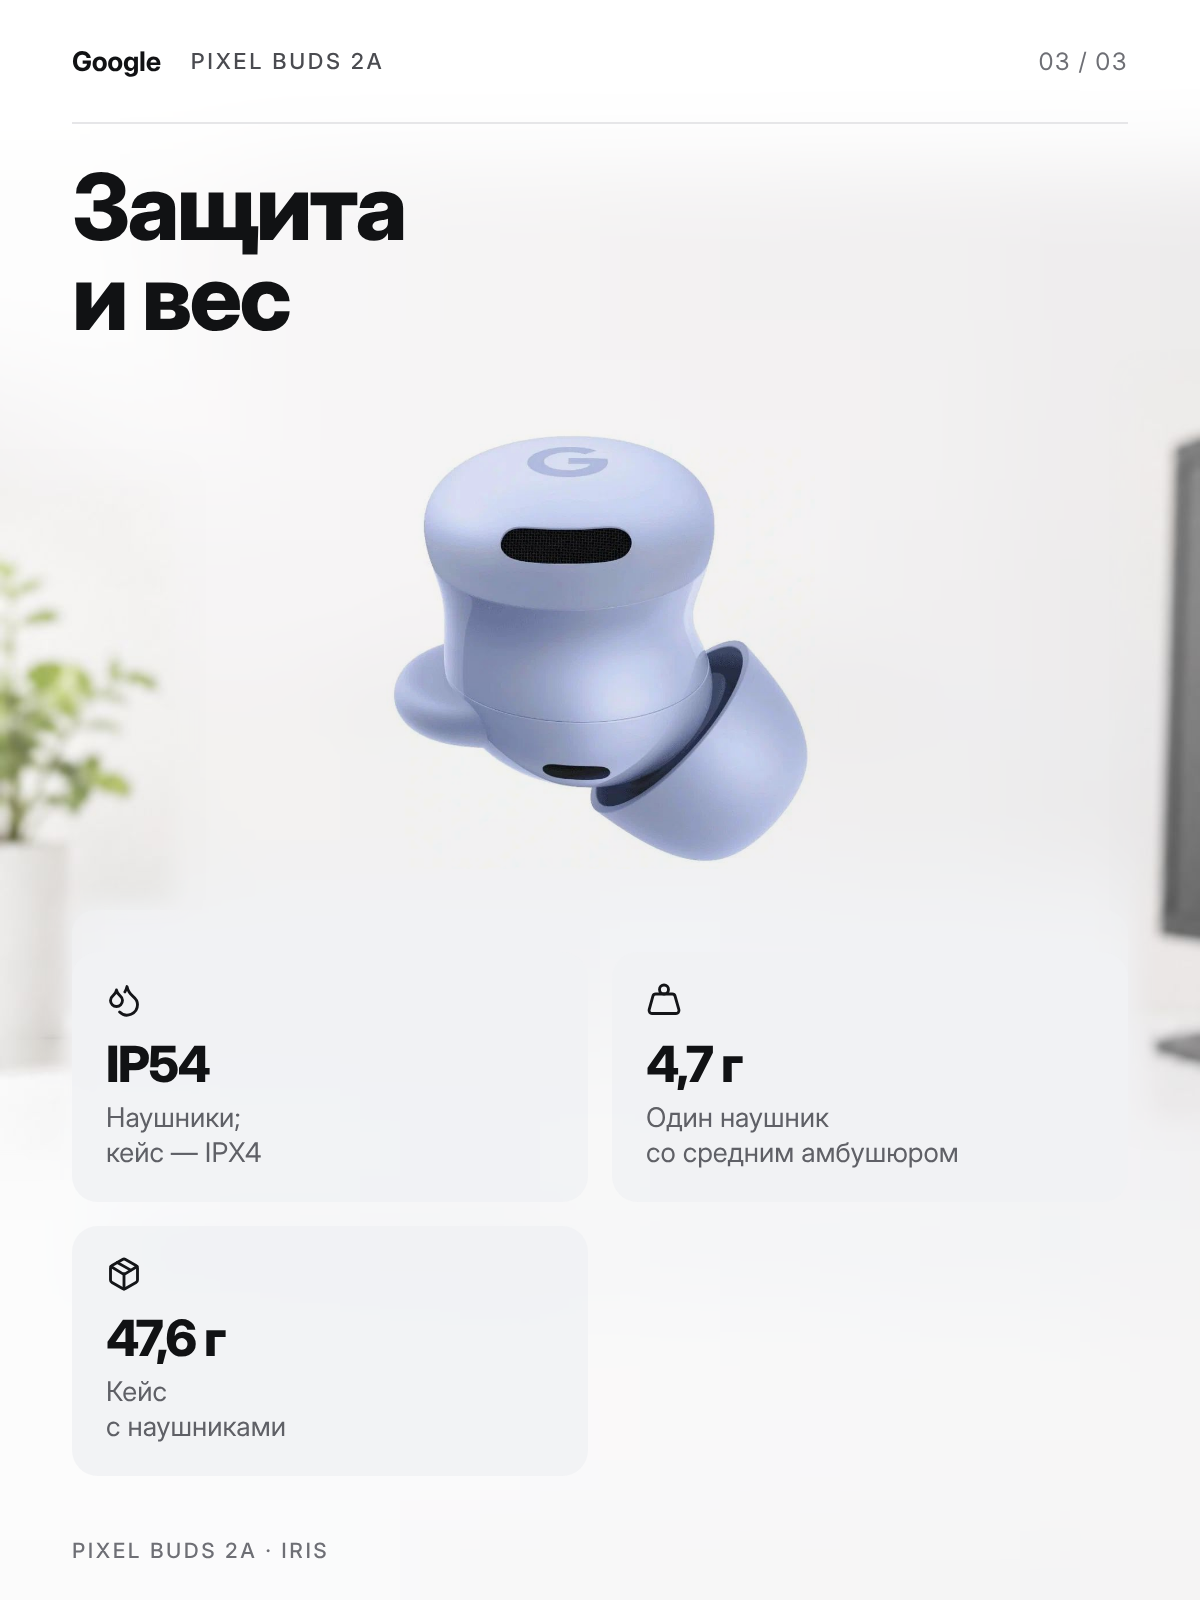 Google PIXEL BUDS 2A 03 / 03
Защита
и вес
G
IP54
Наушники;
кейс — IPX4
4,7 г
Один наушник
со средним амбушюром
47,6 г
Кейс
с наушниками
PIXEL BUDS 2A · IRIS